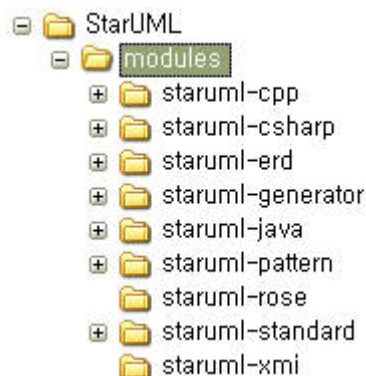 StarUML
modules
staruml-cpp
staruml-csharp
staruml-erd
staruml-generator
staruml-java
staruml-pattern
staruml-rose
staruml-standard
staruml-xmi